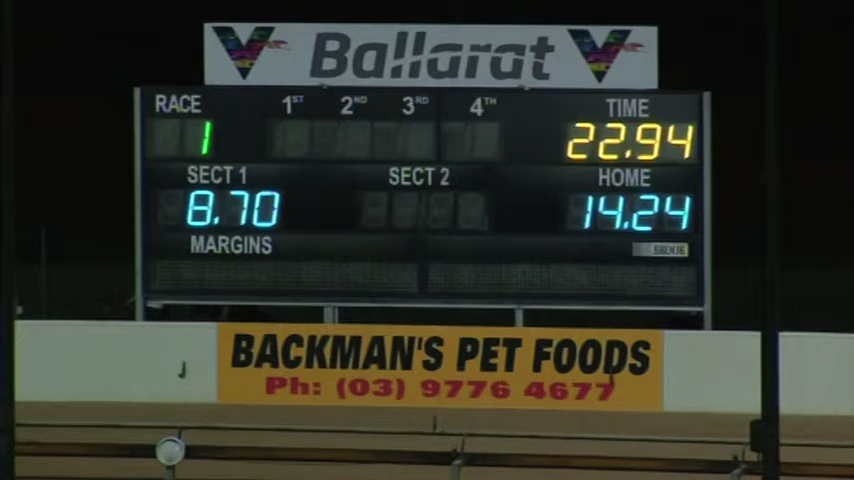 Ballarat
RACE 1ST 2ND 3RD 4TH TIME
1 22.94
SECT 1 SECT 2 HOME
8.70 14.24
MARGINS
BACKMAN'S PET FOODS
Ph: (03) 9776 4677